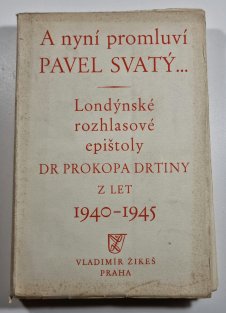 A nyní promluví
PAVEL SVATÝ...
Londýnské
rozhlasové
epištoly
DR PROKOPA DRTINY
Z LET
1940-1945
VLADIMÍR ŽIKEŠ
PRAHA